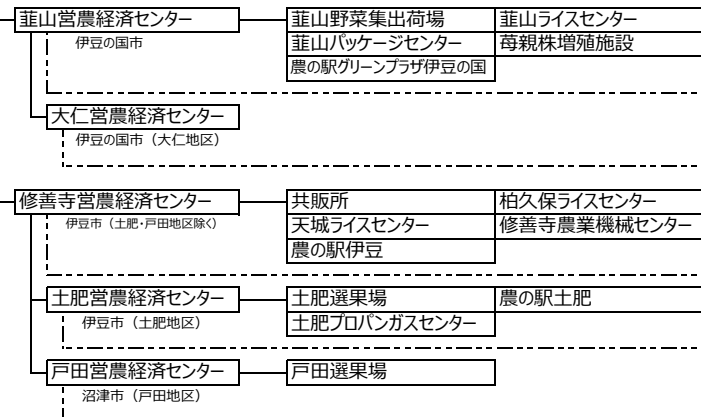 韮山営農経済センター 韮山野菜集出荷場 韮山ライスセンター
伊豆の国市 韮山パッケージセンター 苺親株増殖施設
農の駅グリーンプラザ伊豆の国
大仁営農経済センター
伊豆の国市（大仁地区）
修善寺営農経済センター 共販所 柏久保ライスセンター
伊豆市（土肥・戸田地区除く） 天城ライスセンター 修善寺農業機械センター
農の駅伊豆
土肥営農経済センター 土肥選果場 農の駅土肥
伊豆市（土肥地区） 土肥プロパンガスセンター
戸田営農経済センター 戸田選果場
沼津市（戸田地区）